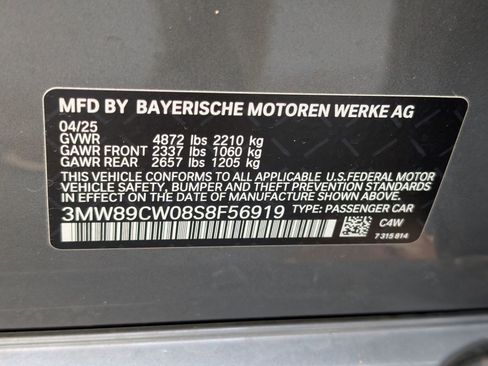 MFD BY BAYERISCHE MOTOREN WERKE AG
04/25
GVWR 4872 lbs 2210 kg
GAWR FRONT 2337 lbs 1060 kg
GAWR REAR 2657 lbs 1205 kg
THIS VEHICLE CONFORMS TO ALL APPLICABLE U.S.FEDERAL MOTOR
VEHICLE SAFETY, BUMPER AND THEFT PREVENTION STANDARDS
IN EFFECT ON THE DATE OF MANUFACTURE SHOWN ABOVE.
3MW89CW08S8F56919 TYPE: PASSENGER CAR
C4W
7 315 814